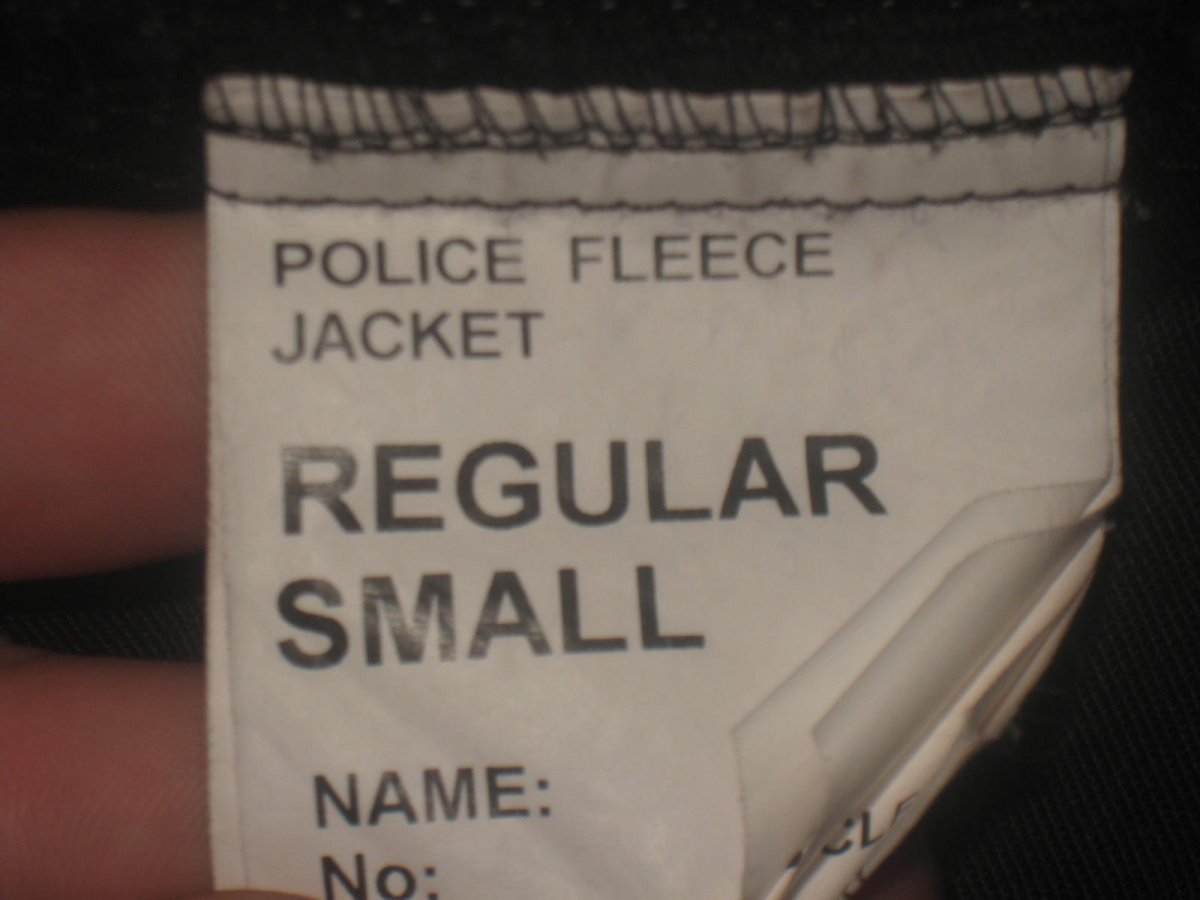 POLICE FLEECE
JACKET
REGULAR
SMALL
NAME:
No: